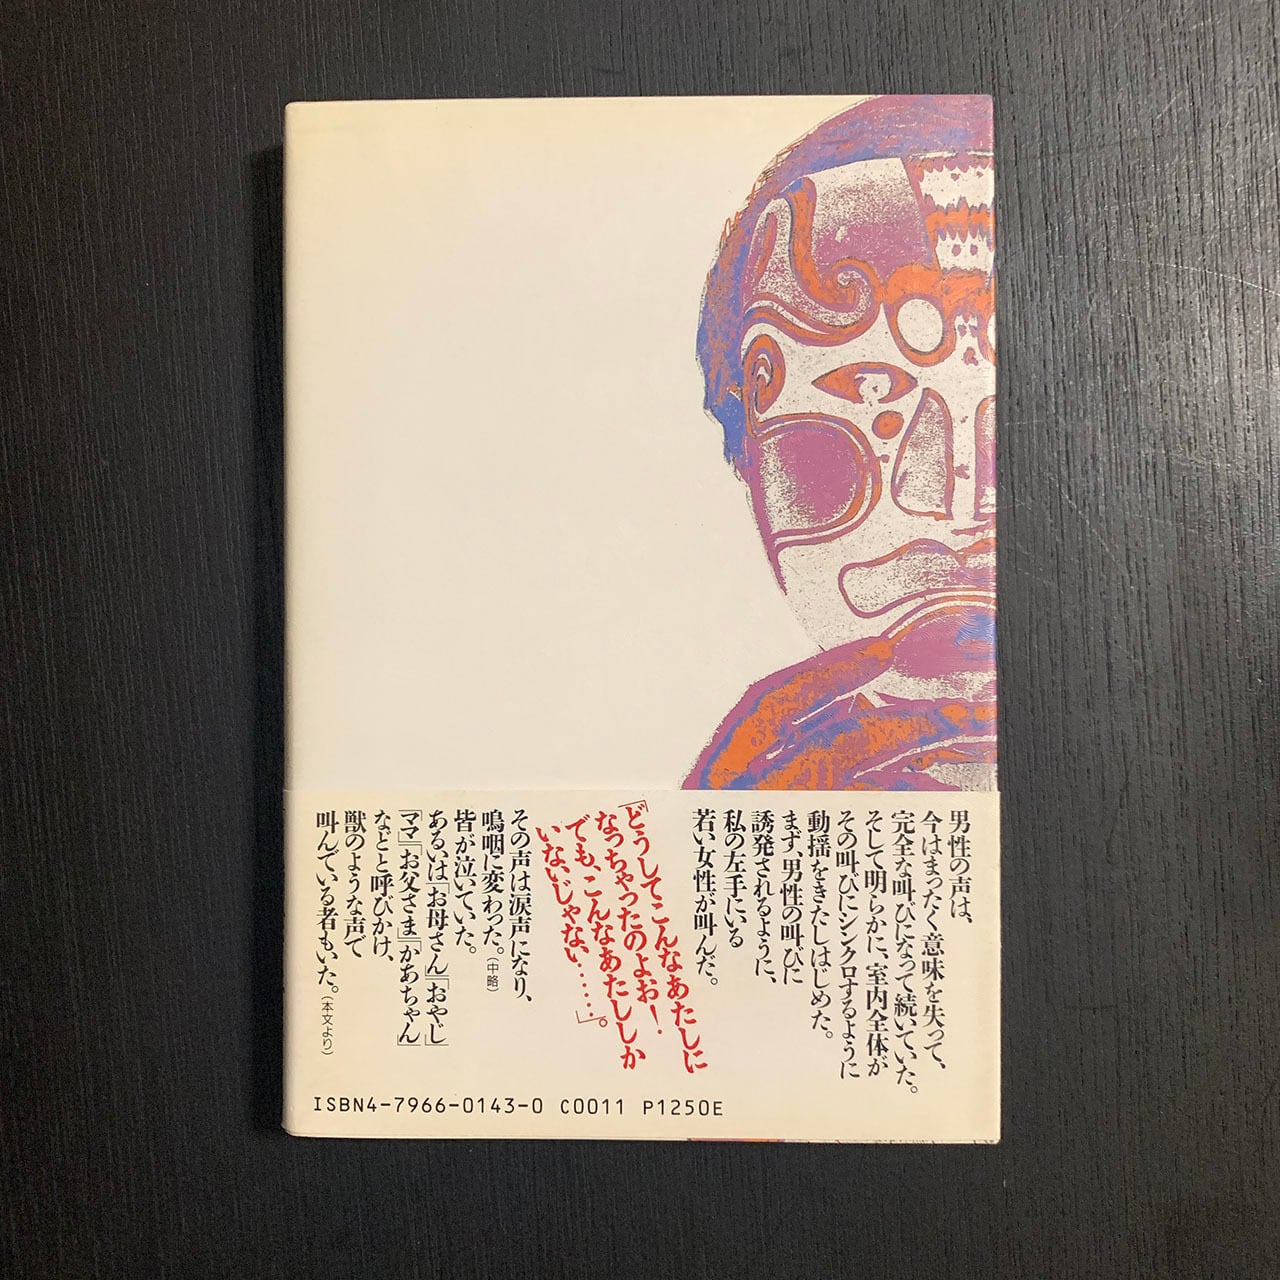 男性の声は、
今はまったく意味を失って、
完全な叫びになって続いていた。
そして明らかに、室内全体が
その叫びにシンクロするように
動揺をきたしはじめた。
まず、男性の叫びに
誘発されるように、
私の左手にいる
若い女性が叫んだ。
「どうしてこんなあたしに
なっちゃったのよお！
でも、こんなあたししか
いないじゃない……」。
その声は涙声になり、
嗚咽に変わった。（中略）
皆が泣いていた。
あるいは「お母さん」「おやじ」
「ママ」「お父さま」「かあちゃん」
などと呼びかけ、
獣のような声で
叫んでいる者もいた。（本文より）
ISBN4-7966-0143-0 C0011 P1250E